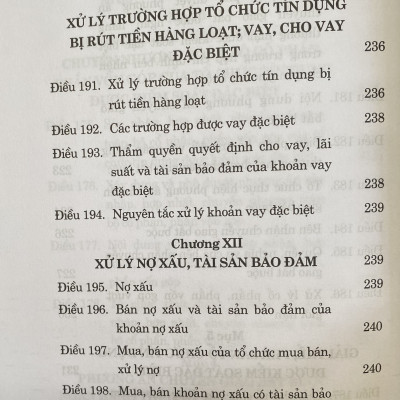 XỬ LÝ TRƯỜNG HỢP TỔ CHỨC TÍN DỤNG
BỊ RÚT TIỀN HÀNG LOẠT; VAY, CHO VAY
ĐẶC BIỆT 236
Điều 191. Xử lý trường hợp tổ chức tín dụng bị
rút tiền hàng loạt 236
Điều 192. Các trường hợp được vay đặc biệt 238
Điều 193. Thẩm quyền quyết định cho vay, lãi
suất và tài sản bảo đảm của khoản vay
đặc biệt 238
Điều 194. Nguyên tắc xử lý khoản vay đặc biệt 239
Chương XII
XỬ LÝ NỢ XẤU, TÀI SẢN BẢO ĐẢM 239
Điều 195. Nợ xấu 239
Điều 196. Bán nợ xấu và tài sản bảo đảm của
khoản nợ xấu 240
Điều 197. Mua, bán nợ xấu của tổ chức mua bán,
xử lý nợ 240
Điều 198. Mua, bán khoản nợ xấu có tài sản bảo